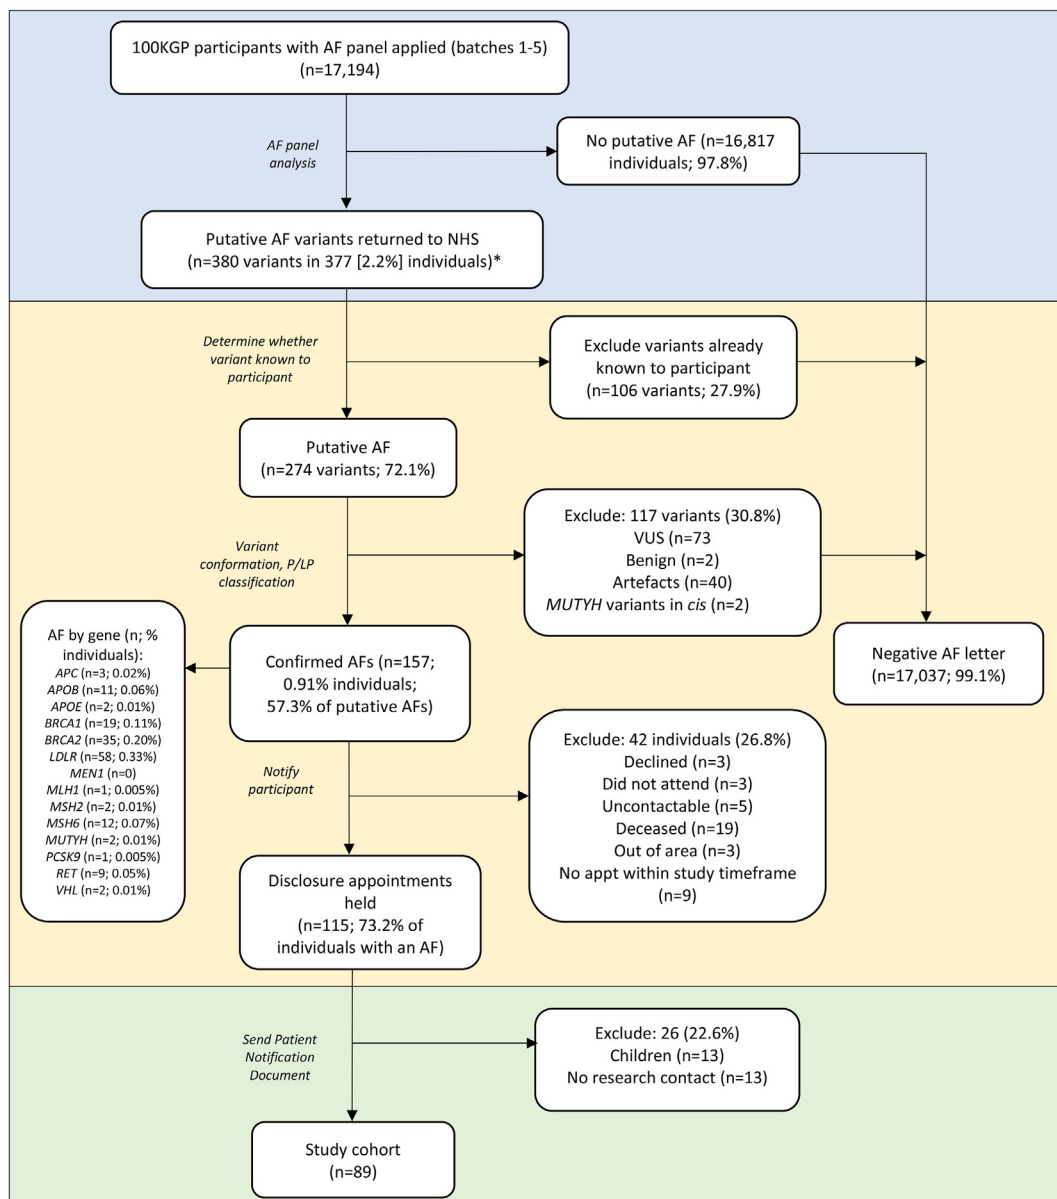 100KGP participants with AF panel applied (batches 1-5)
(n=17,194)
AF panel
analysis
No putative AF (n=16,817
individuals; 97.8%)
Putative AF variants returned to NHS
(n=380 variants in 377 [2.2%] individuals)*
Determine whether
variant known to
participant
Exclude variants already
known to participant
(n=106 variants; 27.9%)
Putative AF
(n=274 variants; 72.1%)
Variant
conformation, P/LP
classification
Exclude: 117 variants (30.8%)
VUS (n=73
Benign (n=2)
Artefacts (n=40)
MUTYH variants in cis (n=2)
Negative AF letter
(n=17,037; 99.1%)
Confirmed AFs (n=157;
0.91% individuals;
57.3% of putative AFs)
AF by gene (n; %
individuals):
APC (n=3; 0.02%)
APOB (n=11; 0.06%)
APOE (n=2; 0.01%)
BRCA1 (n=19; 0.11%)
BRCA2 (n=35; 0.20%)
LDLR (n=58; 0.33%)
MEN1 (n=0)
MLH1 (n=1; 0.005%)
MSH2 (n=2; 0.01%)
MSH6 (n=12; 0.07%)
MUTYH (n=2; 0.01%)
PCSK9 (n=1; 0.005%)
RET (n=9; 0.05%)
VHL (n=2; 0.01%)
Notify
participant
Exclude: 42 individuals (26.8%)
Declined (n=3)
Did not attend (n=3)
Uncontactable (n=5)
Deceased (n=19)
Out of area (n=3)
No appt within study timeframe
(n=9)
Disclosure appointments
held
(n=115; 73.2% of
individuals with an AF)
Send Patient
Notification
Document
Exclude: 26 (22.6%)
Children (n=13)
No research contact (n=13)
Study cohort
(n=89)